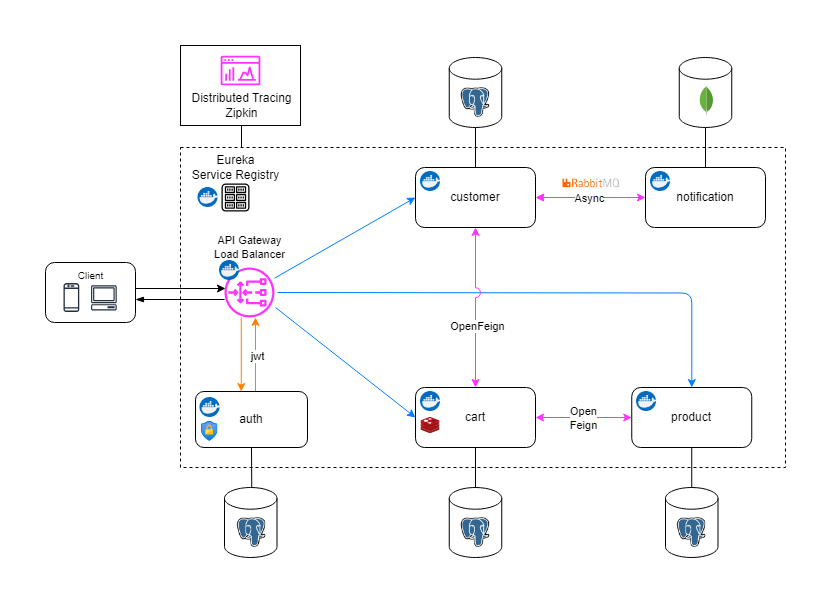 Distributed Tracing
Zipkin
Eureka
Service Registry
customer
RabbitMQ
Async
notification
API Gateway
Load Balancer
Client
OpenFeign
jwt
auth
cart
Open
Feign
product